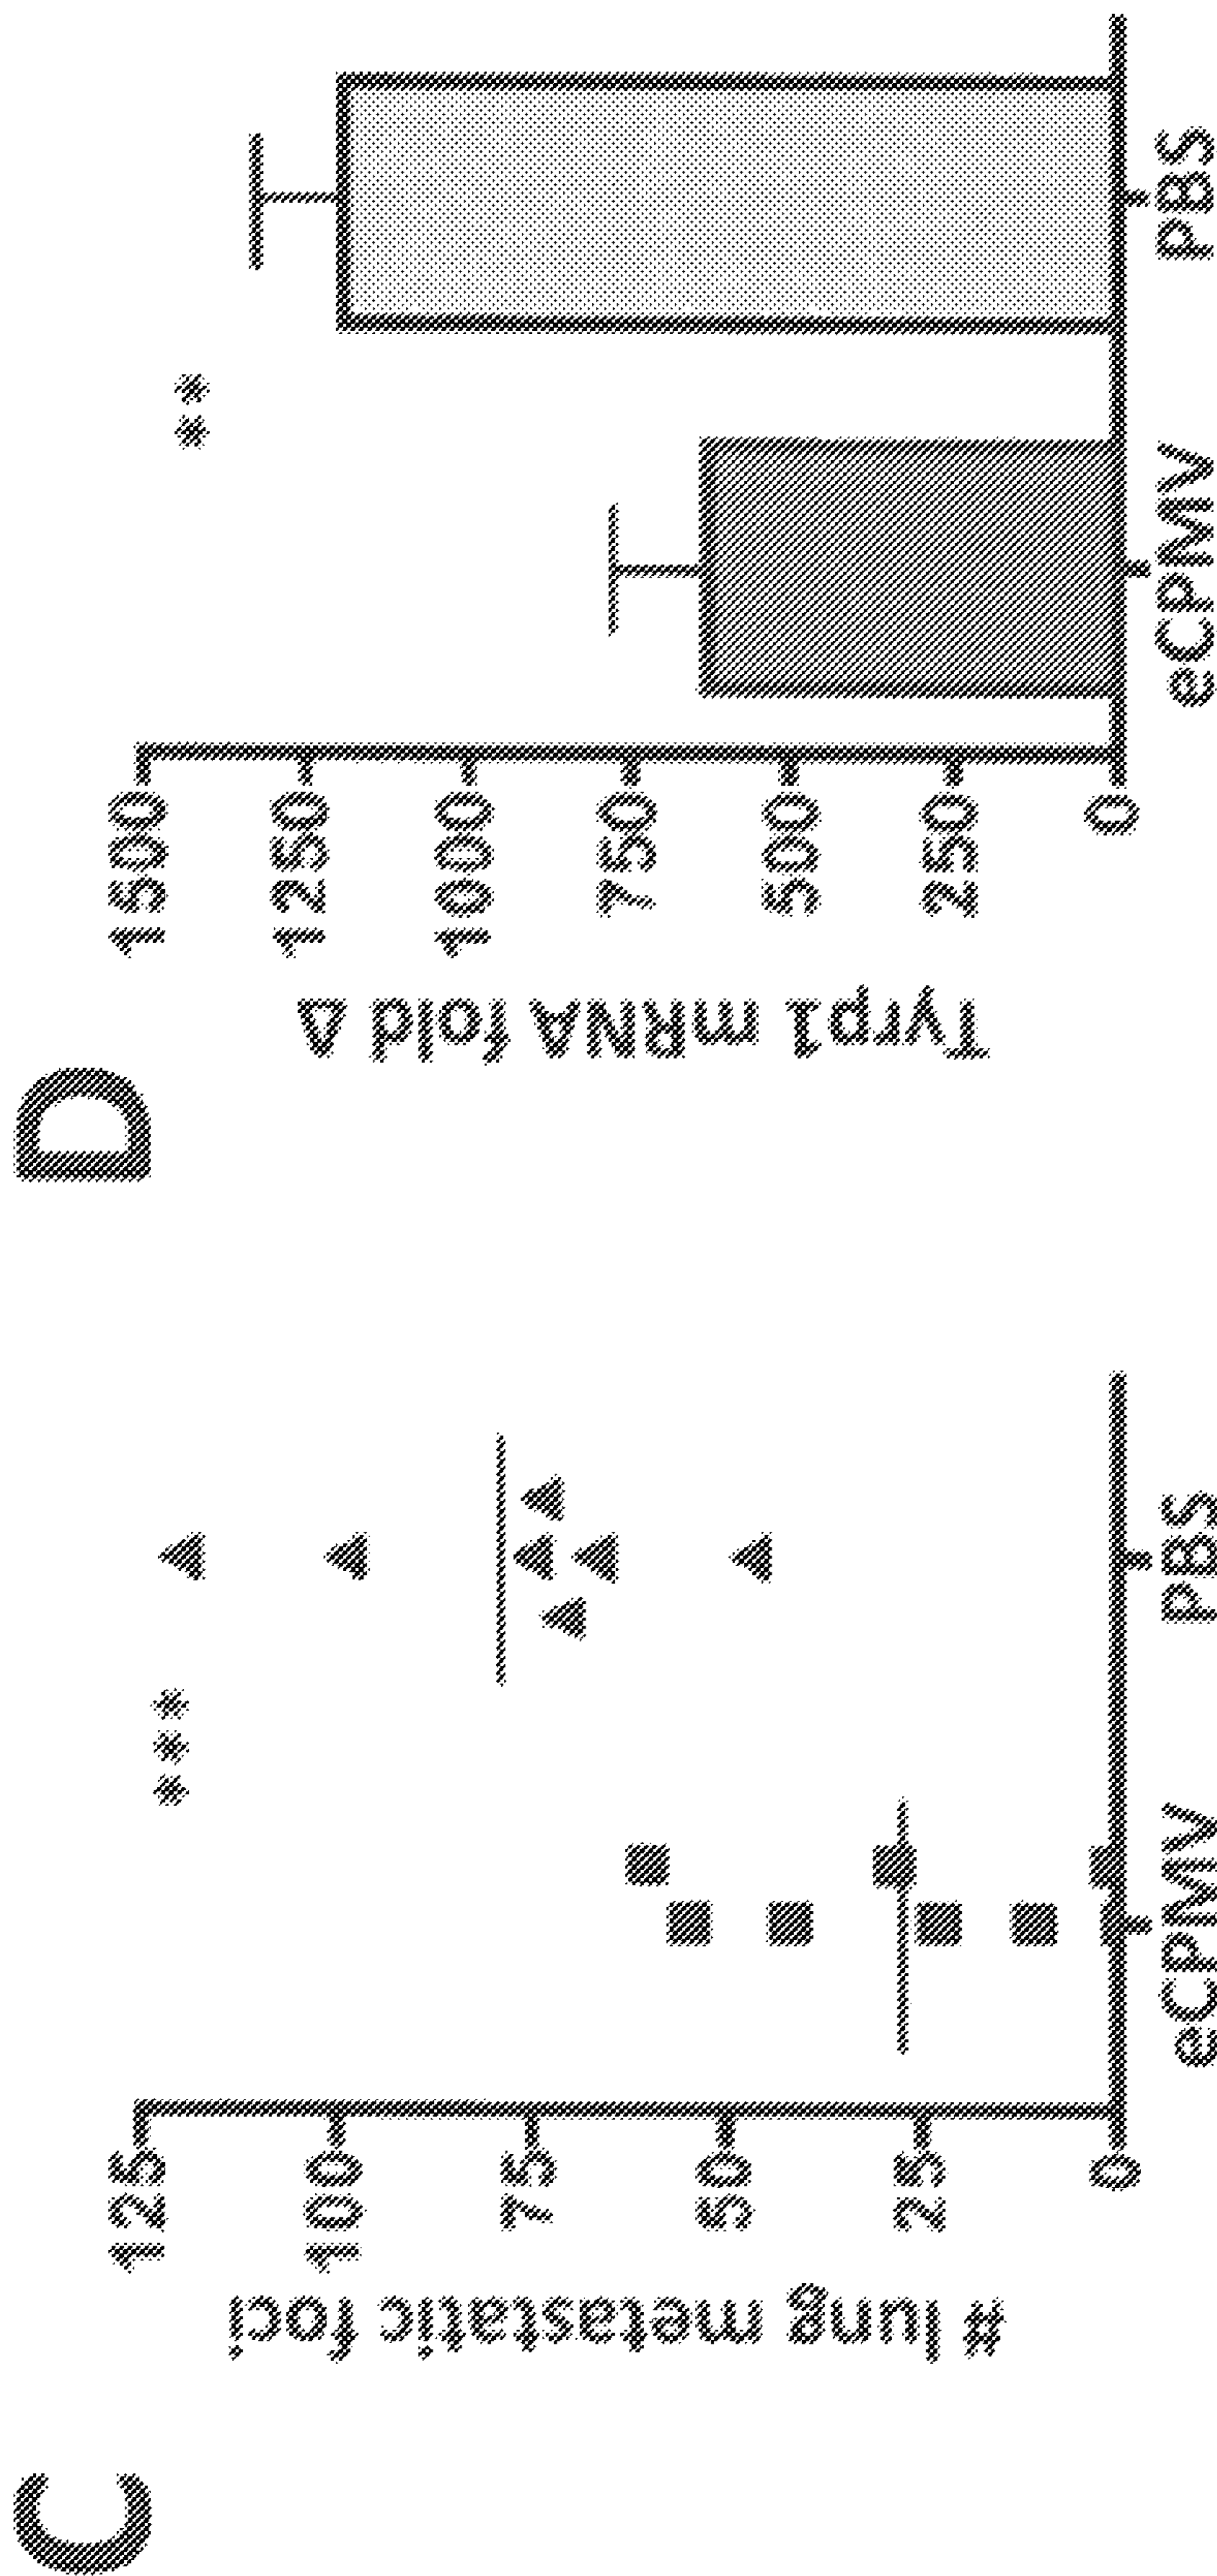 C
# lung metastatic foci
125
100
75
50
25
0
***
eCPMV
PBS
D
Tyrp1 mRNA fold Δ
1500
1250
1000
750
500
250
0
**
eCPMV
PBS